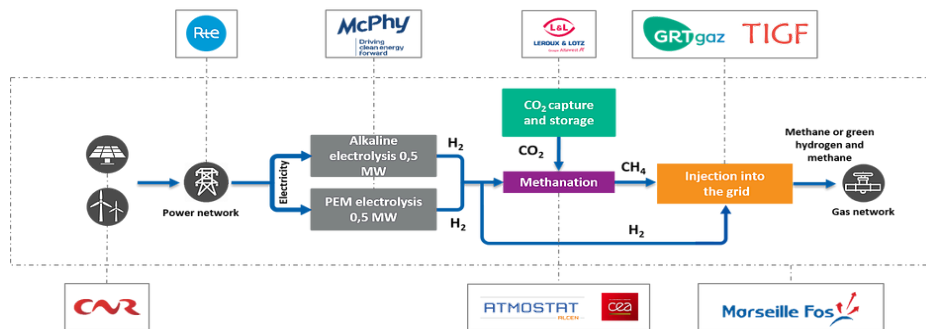 Rte
McPhy
Driving
clean energy
forward
L&L
LEROUX & LOTZ
GRTgaz
TIGF
CO₂ capture
and storage
Alkaline
electrolysis 0,5
MW
H₂
CO₂
Methane or green
hydrogen and
methane
Electricity
Methanation
CH₄
Injection into
the grid
Power network
PEM electrolysis
0,5 MW
H₂
H₂
Gas network
CNR
ATMOSTAT
ALCEN
cea
Marseille Fos